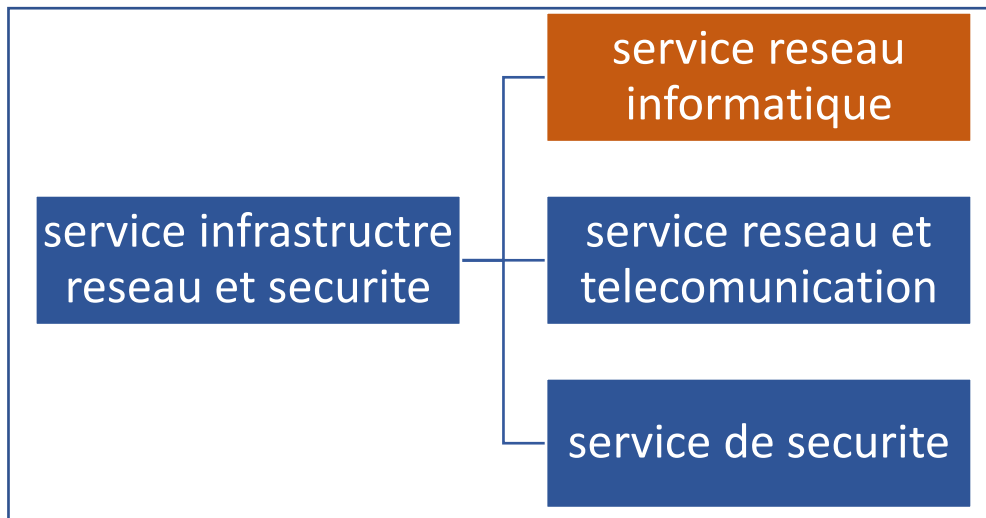 service reseau
informatique
service infrastructre
reseau et securite
service reseau et
telecomunication
service de securite